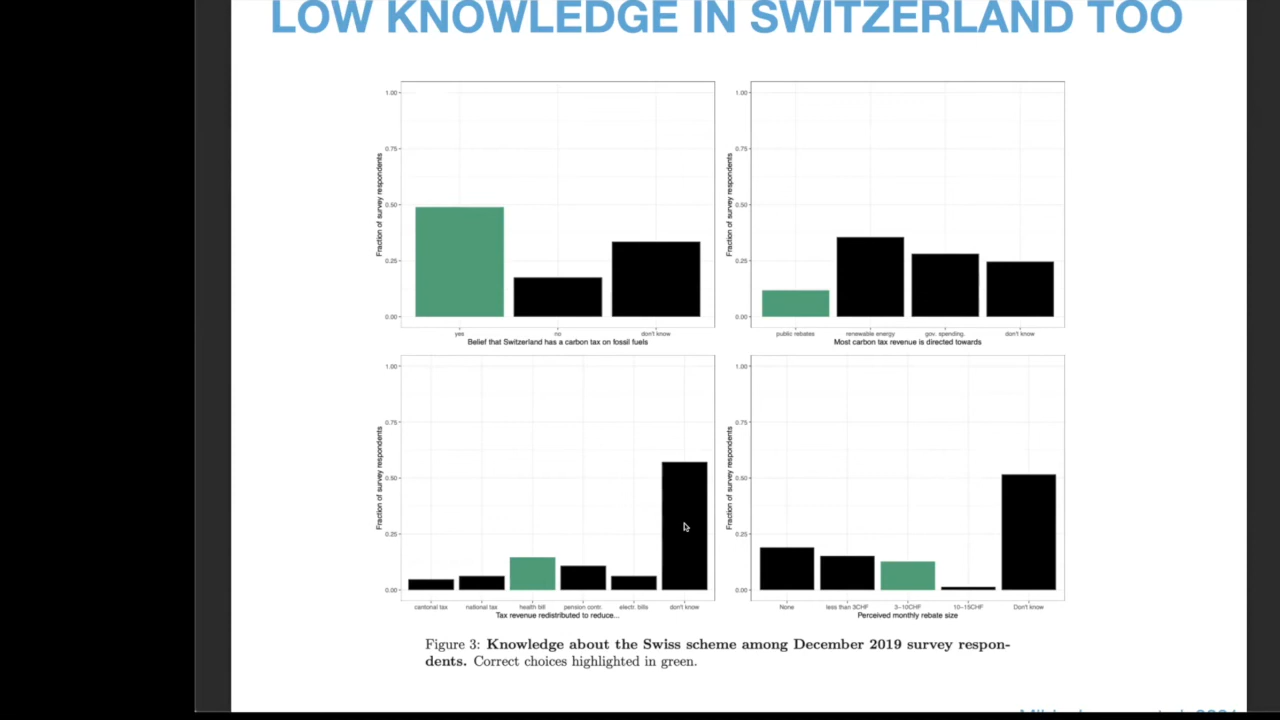 LOW KNOWLEDGE IN SWITZERLAND TOO
1.00
0.75
0.50
0.25
0.00
Fraction of survey respondents
yes no don't know
Belief that Switzerland has a carbon tax on fossil fuels
1.00
0.75
0.50
0.25
0.00
Fraction of survey respondents
public rebates renewable energy gov. spending. don't know
Most carbon tax revenue is directed towards
1.00
0.75
0.50
0.25
0.00
Fraction of survey respondents
cantonal tax national tax health bill pension contr. electr. bills don't know
Tax revenue redistributed to reduce...
1.00
0.75
0.50
0.25
0.00
Fraction of survey respondents
None less than 3CHF 3–10CHF 10–15CHF Don't know
Perceived monthly rebate size
Figure 3: Knowledge about the Swiss scheme among December 2019 survey respon-
dents. Correct choices highlighted in green.